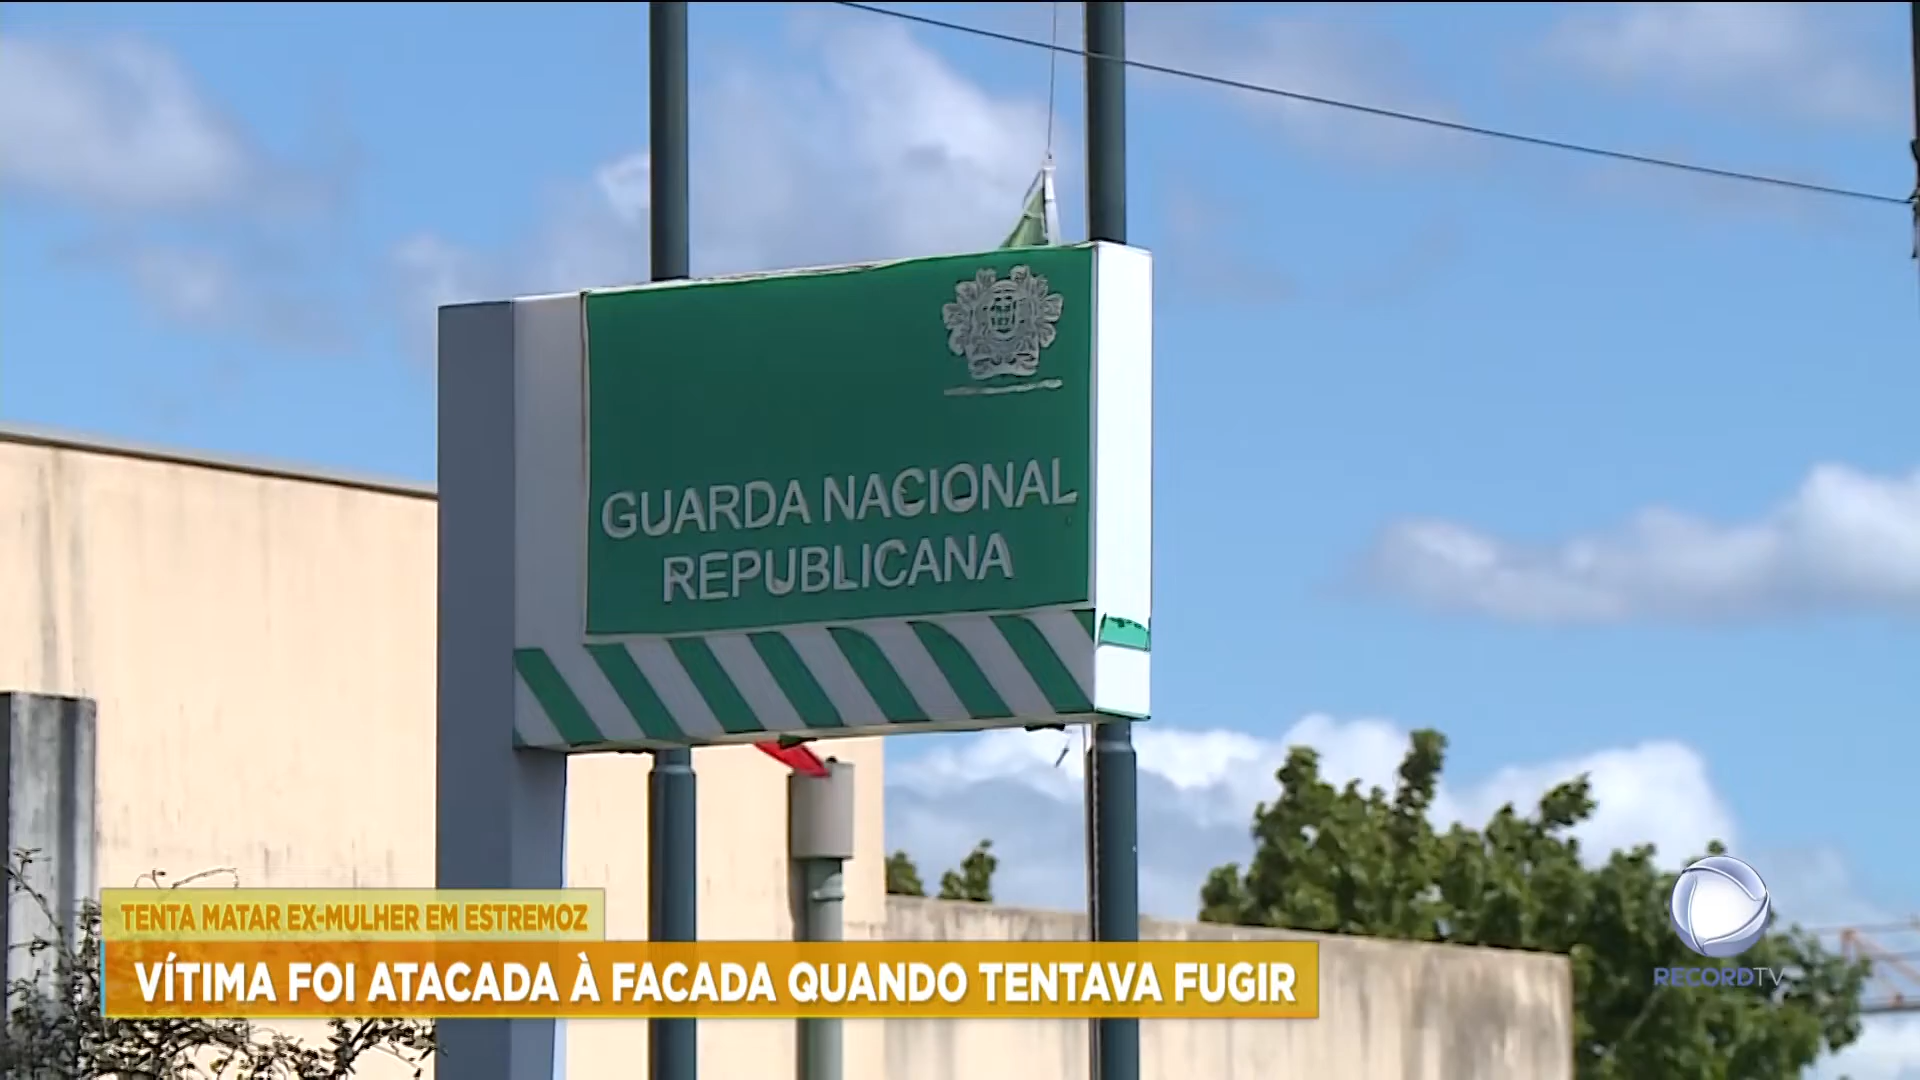 GUARDA NACIONAL
REPUBLICANA
TENTA MATAR EX-MULHER EM ESTREMOZ
VÍTIMA FOI ATACADA À FACADA QUANDO TENTAVA FUGIR
RECORDTV